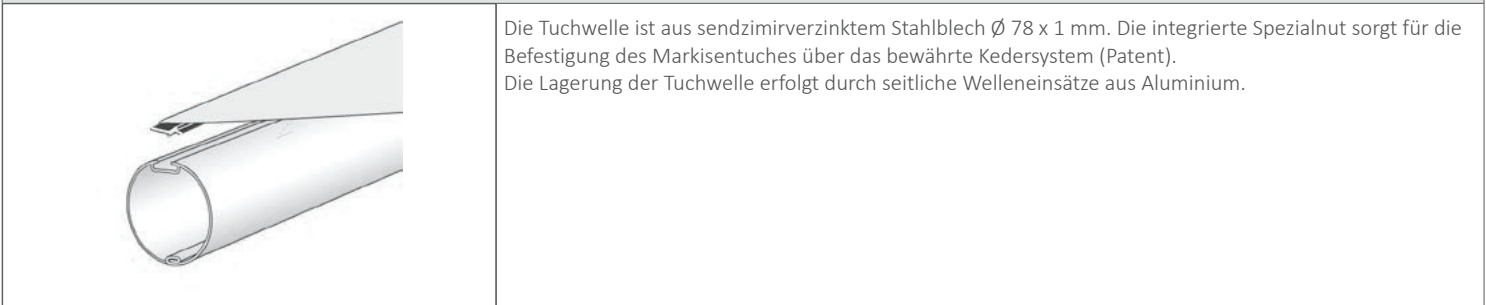 Die Tuchwelle ist aus sendzimirverzinktem Stahlblech Ø 78 x 1 mm. Die integrierte Spezialnut sorgt für die
Befestigung des Markisentuches über das bewährte Kedersystem (Patent).
Die Lagerung der Tuchwelle erfolgt durch seitliche Welleneinsätze aus Aluminium.